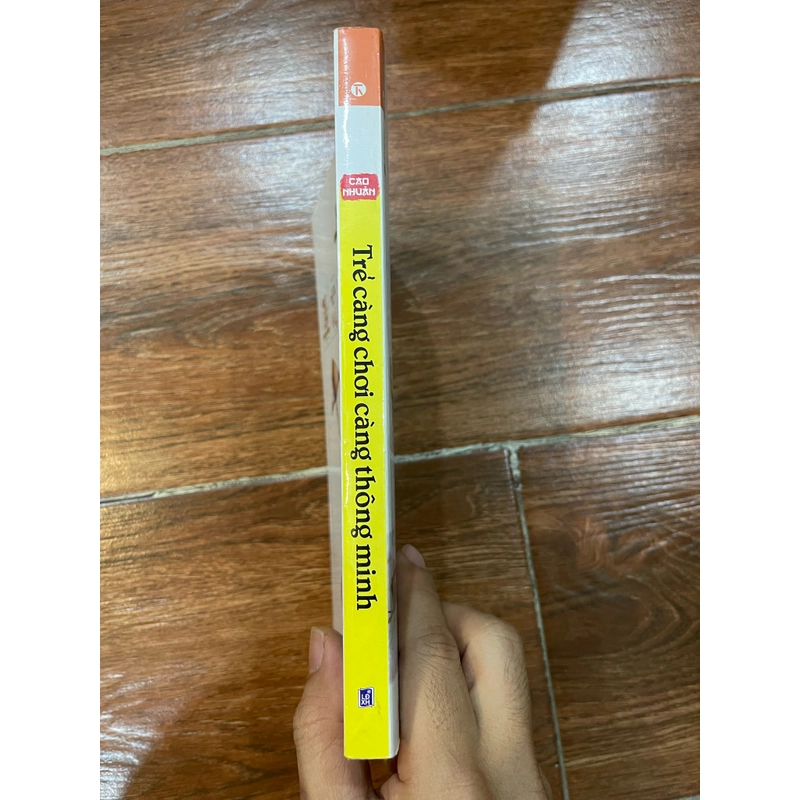 CAO
NHUẬN
Trẻ càng chơi càng thông minh
LĐ
XH